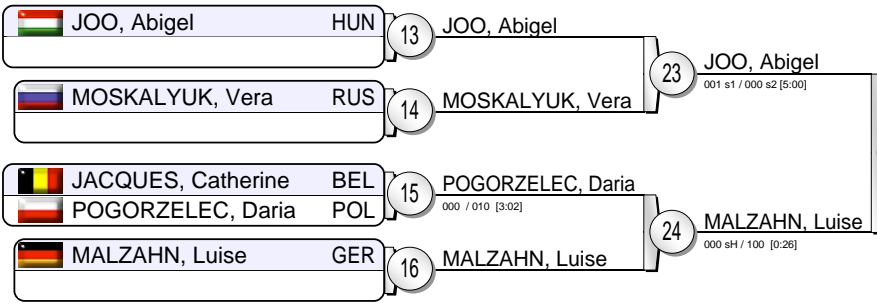 JOO, Abigel HUN
13
JOO, Abigel
23
JOO, Abigel
001 s1 / 000 s2 [5:00]
MOSKALYUK, Vera RUS
14
MOSKALYUK, Vera
JACQUES, Catherine BEL
POGORZELEC, Daria POL
15
POGORZELEC, Daria
000 / 010 [3:02]
24
MALZAHN, Luise
000 sH / 100 [0:26]
MALZAHN, Luise GER
16
MALZAHN, Luise